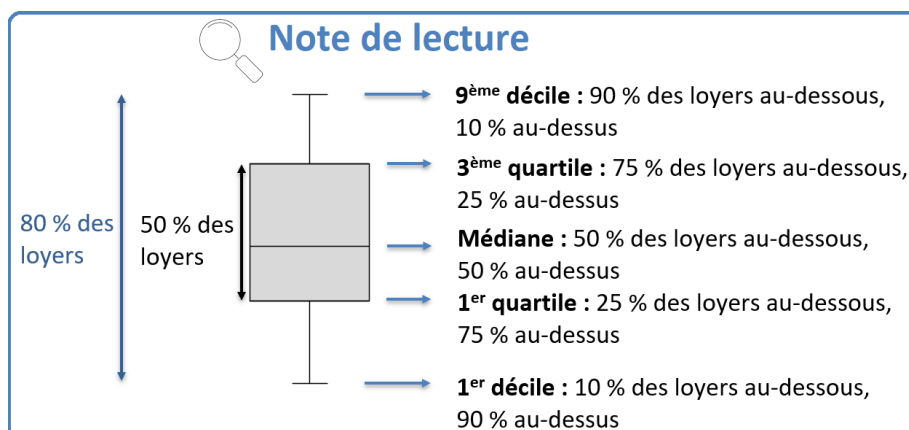 Note de lecture
9ème décile : 90 % des loyers au-dessous,
10 % au-dessus
3ème quartile : 75 % des loyers au-dessous,
25 % au-dessus
80 % des
loyers
50 % des
loyers
Médiane : 50 % des loyers au-dessous,
50 % au-dessus
1er quartile : 25 % des loyers au-dessous,
75 % au-dessus
1er décile : 10 % des loyers au-dessous,
90 % au-dessus